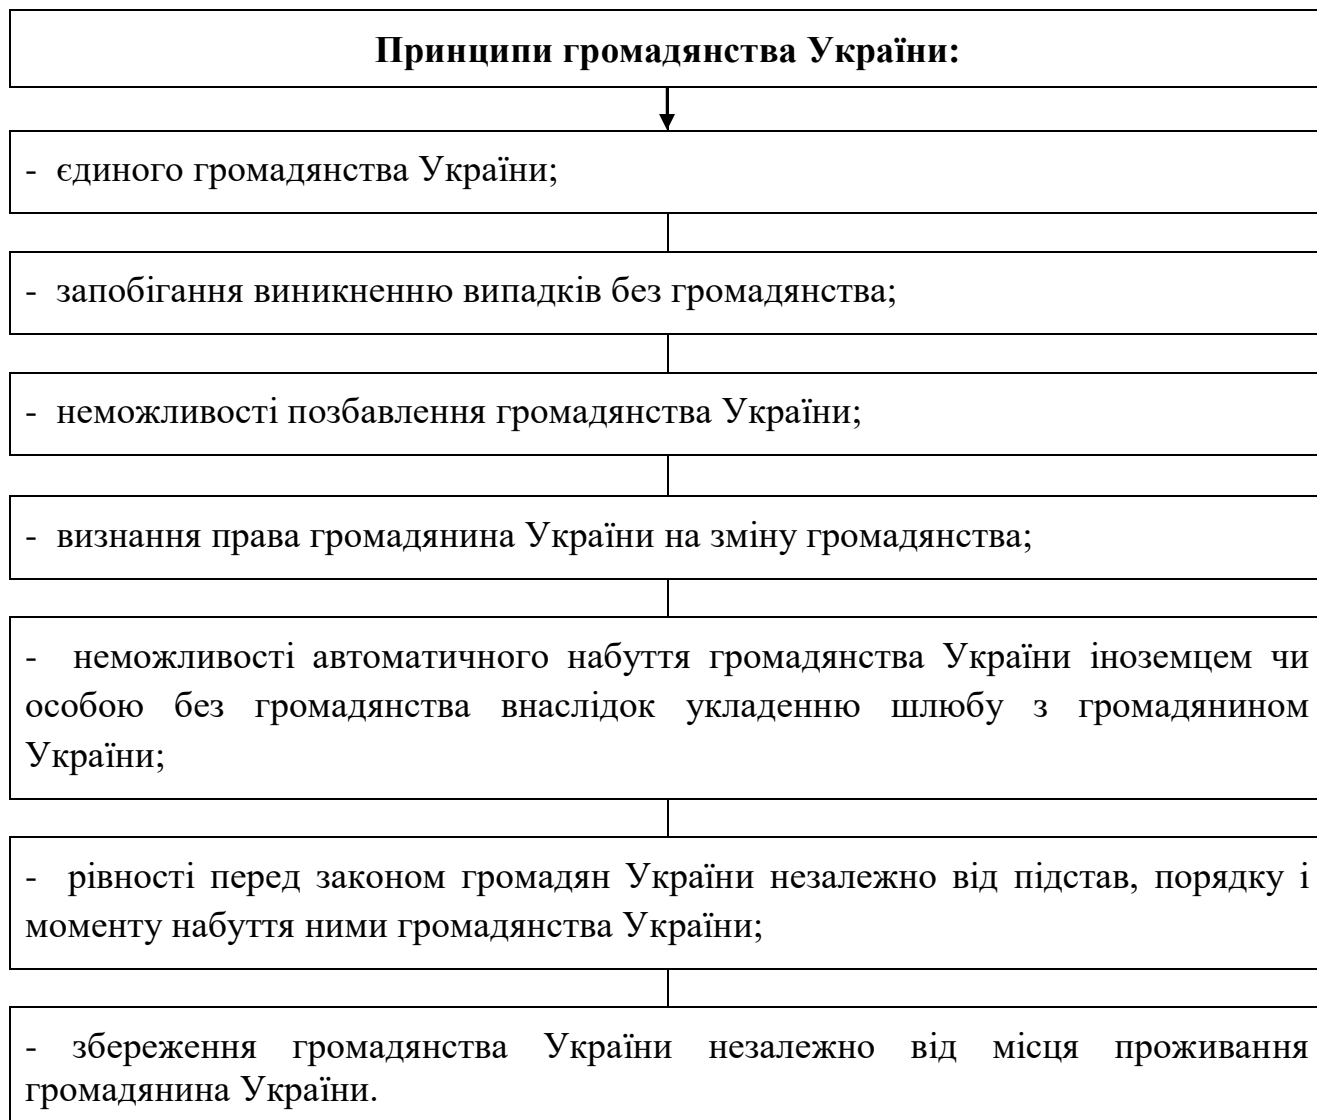 Принципи громадянства України:
- єдиного громадянства України;
- запобігання виникненню випадків без громадянства;
- неможливості позбавлення громадянства України;
- визнання права громадянина України на зміну громадянства;
- неможливості автоматичного набуття громадянства України іноземцем чи
особою без громадянства внаслідок укладенню шлюбу з громадянином
України;
- рівності перед законом громадян України незалежно від підстав, порядку і
моменту набуття ними громадянства України;
- збереження громадянства України незалежно від місця проживання
громадянина України.